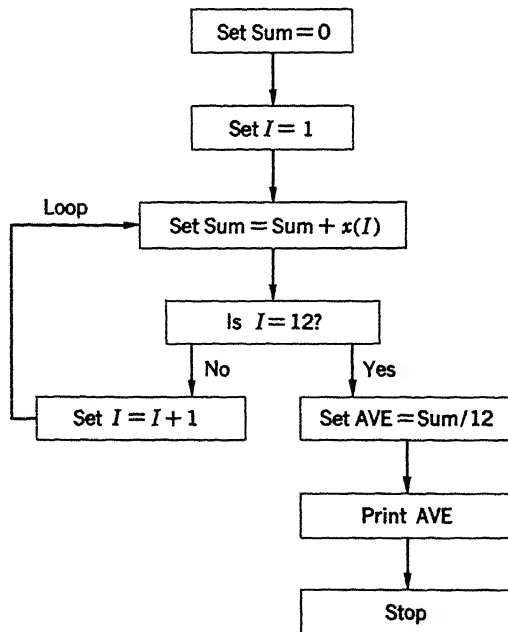 Set Sum = 0
Set I = 1
Loop
Set Sum = Sum + x(I)
Is I = 12?
No
Yes
Set I = I + 1
Set AVE = Sum/12
Print AVE
Stop